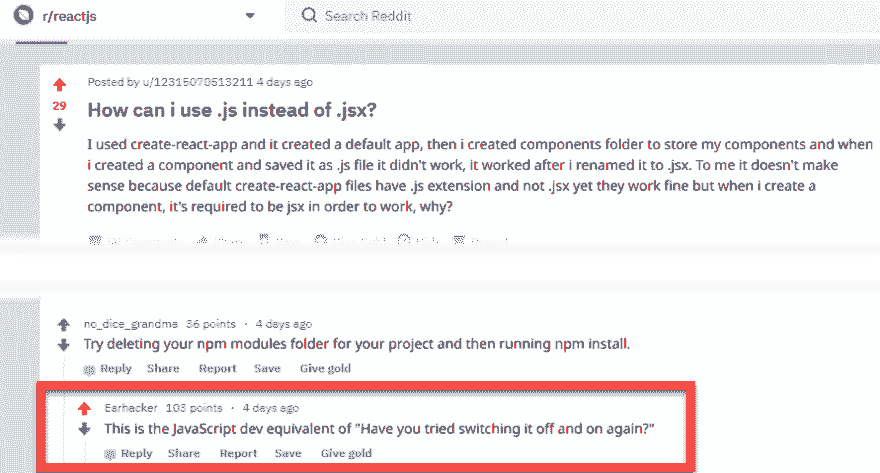 r/reactjs
Search Reddit
Posted by u/12315070513211 4 days ago
29
How can i use .js instead of .jsx?
I used create-react-app and it created a default app, then i created components folder to store my components and when
i created a component and saved it as .js file it didn't work, it worked after i renamed it to .jsx. To me it doesn't make
sense because default create-react-app files have .js extension and not .jsx yet they work fine but when i create a
component, it's required to be jsx in order to work, why?
no_dice_grandma 36 points · 4 days ago
Try deleting your npm modules folder for your project and then running npm install.
Reply Share Report Save Give gold
Earhacker 103 points · 4 days ago
This is the JavaScript dev equivalent of "Have you tried switching it off and on again?"
Reply Share Report Save Give gold